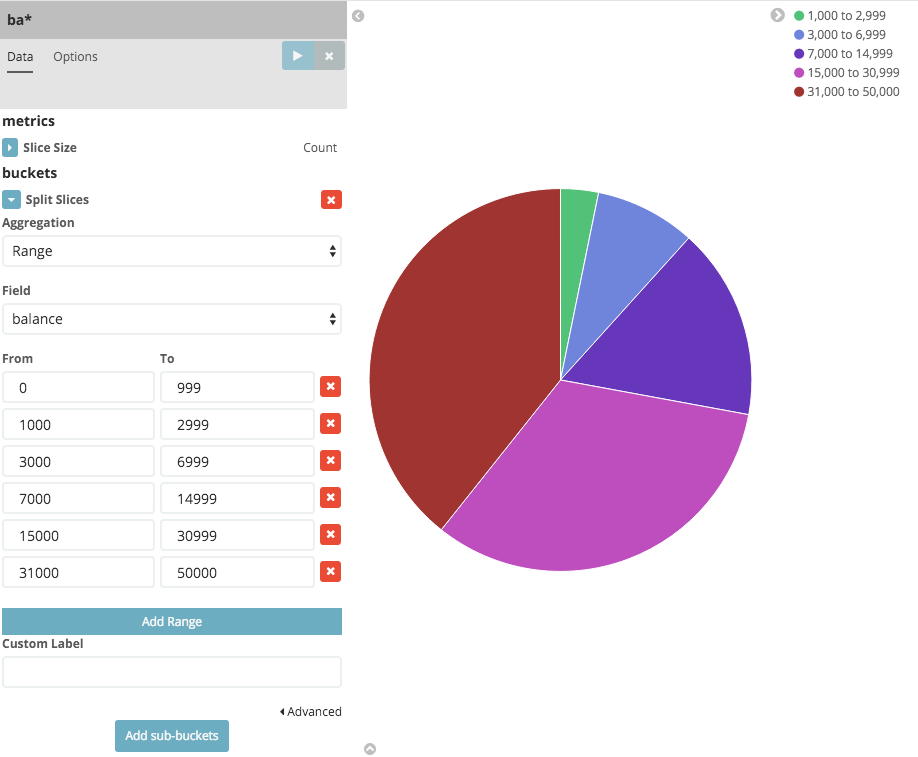 ba*
Data Options
metrics
Slice Size Count
buckets
Split Slices
Aggregation
Range
Field
balance
From To
0 999
1000 2999
3000 6999
7000 14999
15000 30999
31000 50000
Add Range
Custom Label
Advanced
Add sub-buckets
1,000 to 2,999
3,000 to 6,999
7,000 to 14,999
15,000 to 30,999
31,000 to 50,000